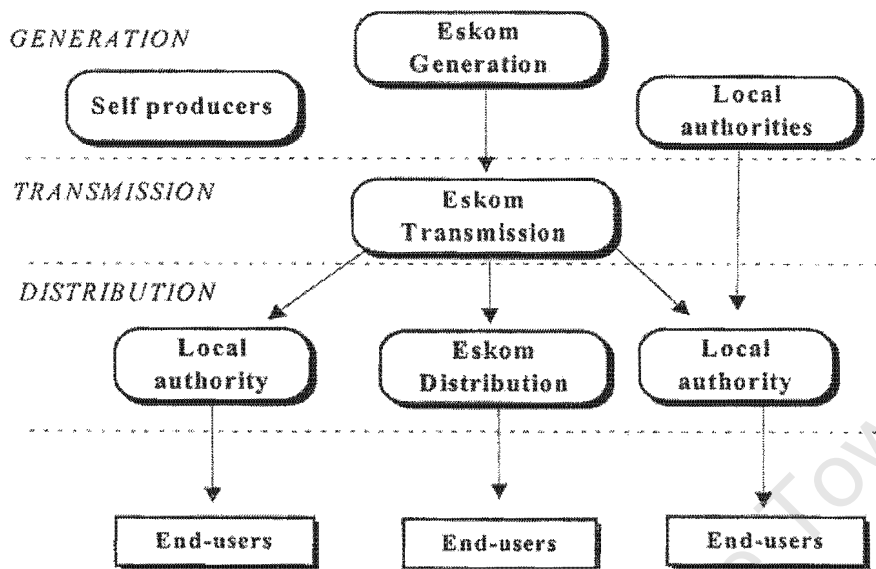 GENERATION
Eskom
Generation
Self producers
Local
authorities
TRANSMISSION
Eskom
Transmission
DISTRIBUTION
Local
authority
Eskom
Distribution
Local
authority
End-users
End-users
End-users